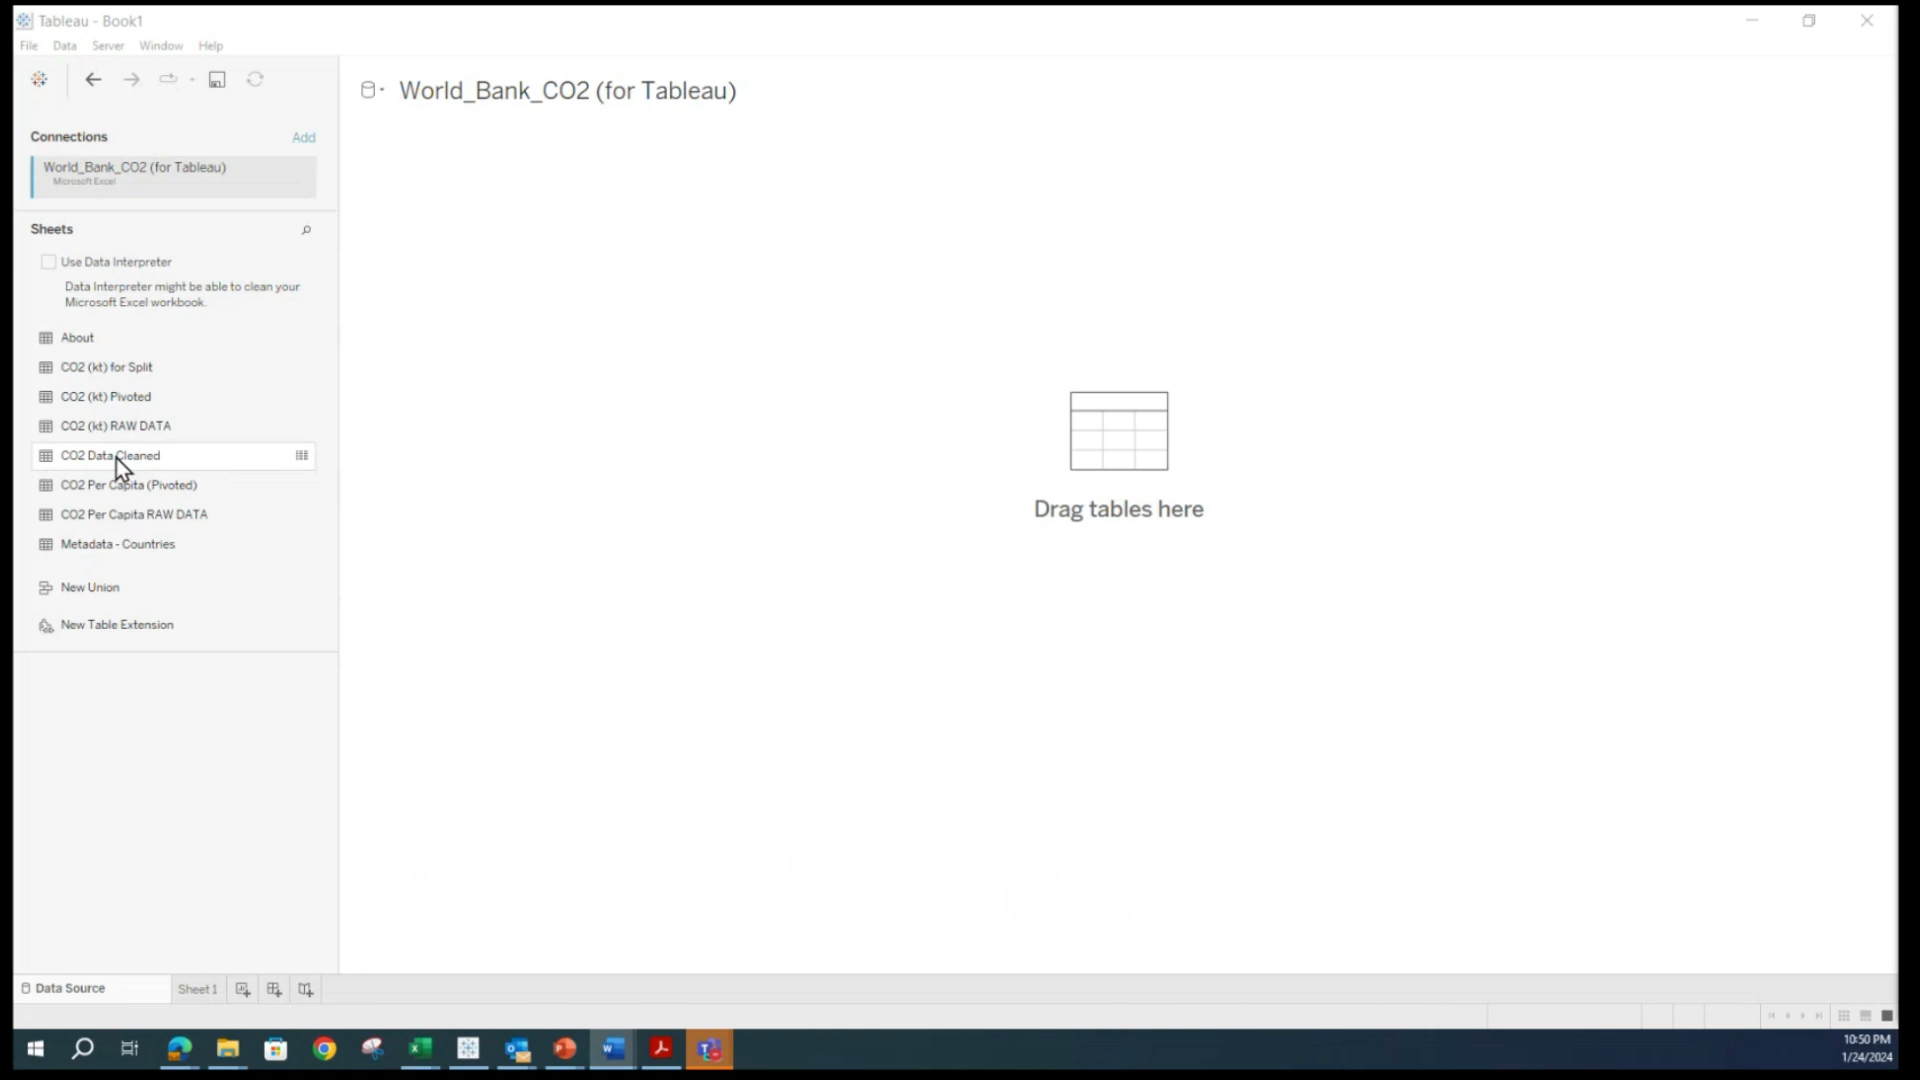 Tableau - Book1
File Data Server Window Help
World_Bank_CO2 (for Tableau)
Connections Add
World_Bank_CO2 (for Tableau)
Microsoft Excel
Sheets
Use Data Interpreter
Data Interpreter might be able to clean your
Microsoft Excel workbook.
About
CO2 (kt) for Split
CO2 (kt) Pivoted
CO2 (kt) RAW DATA
CO2 Data Cleaned
CO2 Per Capita (Pivoted)
CO2 Per Capita RAW DATA
Metadata - Countries
New Union
New Table Extension
Drag tables here
Data Source Sheet 1
10:50 PM
1/24/2024